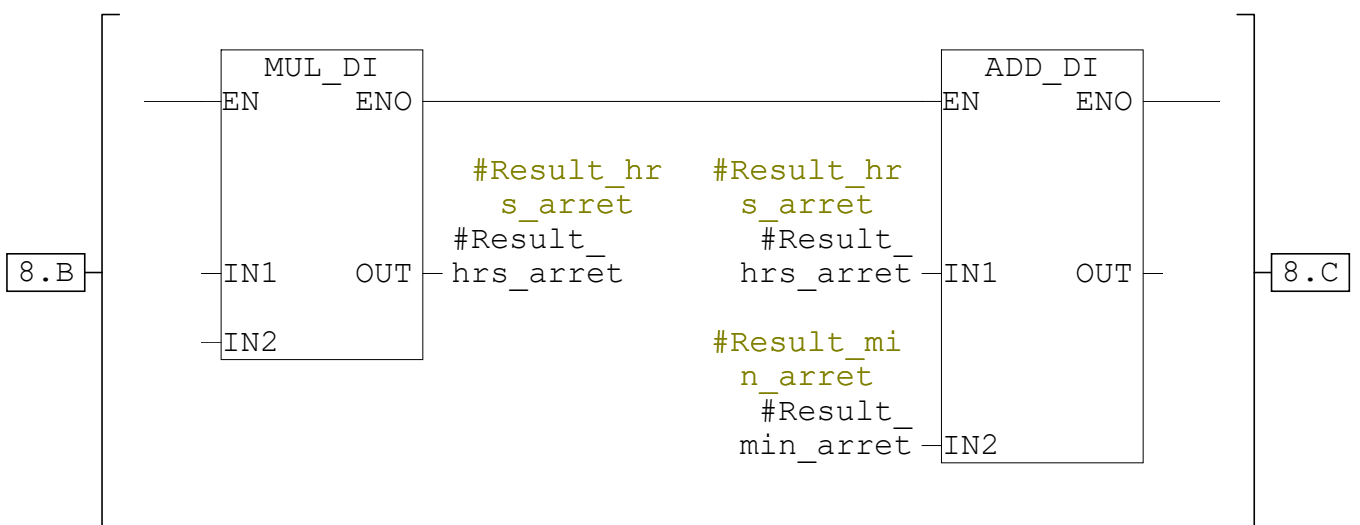 MUL_DI
ADD_DI
EN ENO
EN ENO
#Result_hr
s_arret
#Result_
hrs_arret
#Result_hr
s_arret
#Result_
hrs_arret
8.B
IN1 OUT
IN1 OUT
8.C
IN2
#Result_mi
n_arret
#Result_
min_arret
IN2